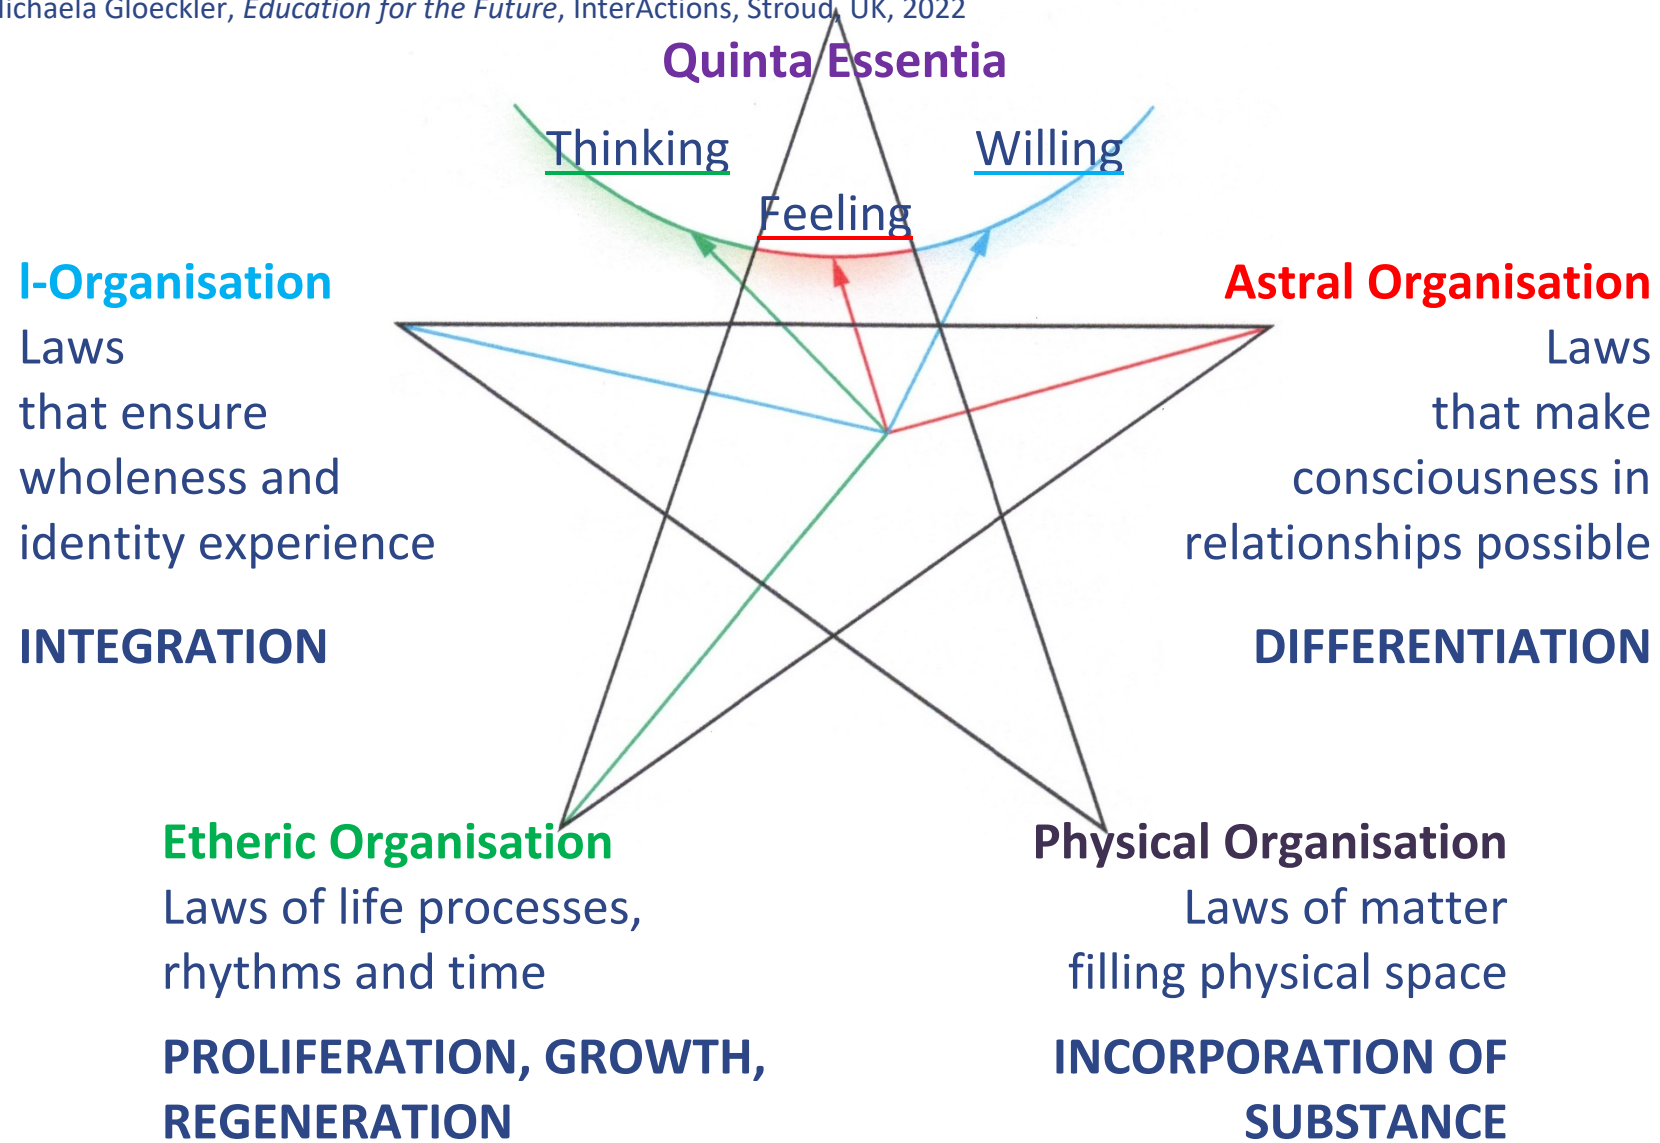 Michaela Gloeckler, Education for the Future, InterActions, Stroud, UK, 2022
Quinta Essentia
Thinking
Willing
Feeling
I-Organisation
Laws
that ensure
wholeness and
identity experience
INTEGRATION
Astral Organisation
Laws
that make
consciousness in
relationships possible
DIFFERENTIATION
Etheric Organisation
Laws of life processes,
rhythms and time
PROLIFERATION, GROWTH,
REGENERATION
Physical Organisation
Laws of matter
filling physical space
INCORPORATION OF
SUBSTANCE